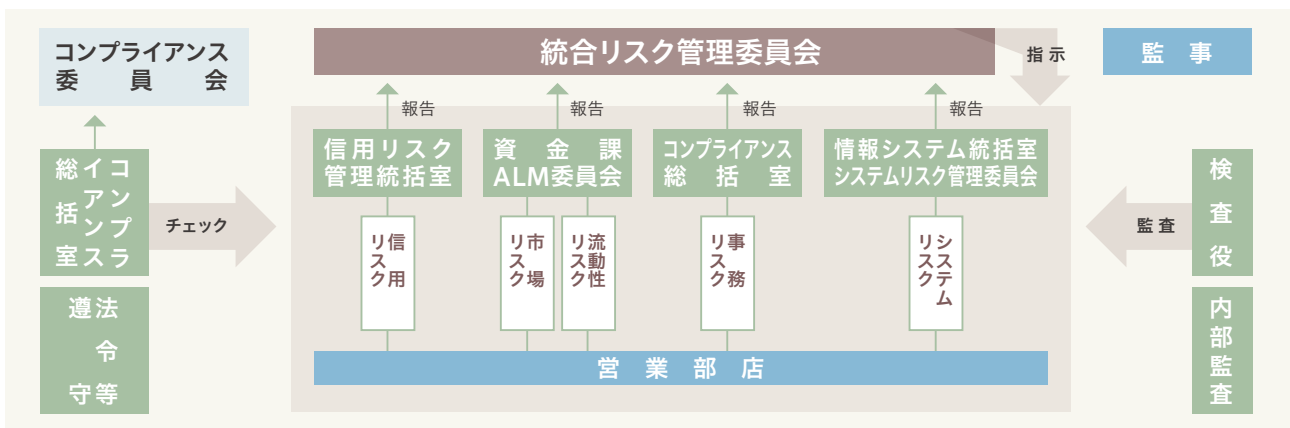 コンプライアンス
委員会
統合リスク管理委員会
指示
監事
報告
報告
報告
報告
信用リスク
管理統括室
資金課
ALM委員会
コンプライアンス
総括室
情報システム統括室
システムリスク管理委員会
コンプラ
イアンス
総括室
チェック
信用
リスク
市場
リスク
流動性
リスク
事務
リスク
システム
リスク
監査
検査役
法令等
遵守
内部監査
営業部店